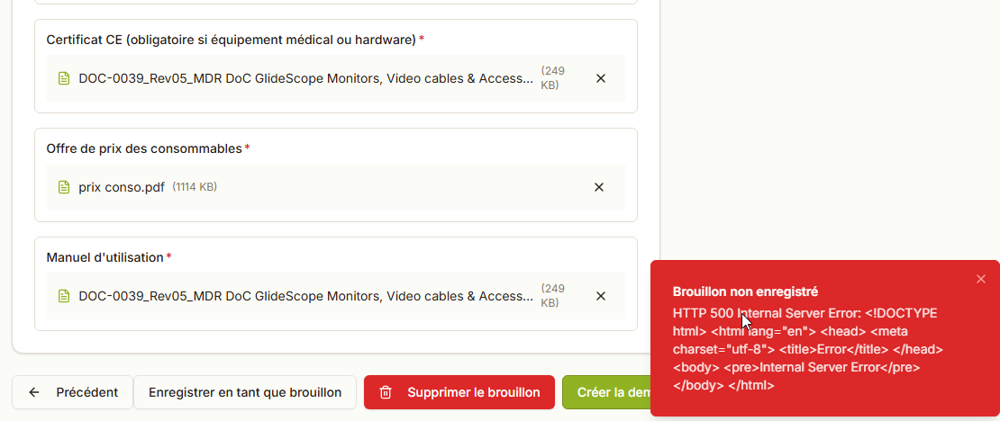 Certificat CE (obligatoire si équipement médical ou hardware)*
DOC-0039_Rev05_MDR DoC GlideScope Monitors, Video cables & Access... (249 KB)
Offre de prix des consommables*
prix conso.pdf (1114 KB)
Manuel d'utilisation*
DOC-0039_Rev05_MDR DoC GlideScope Monitors, Video cables & Access... (249 KB)
Brouillon non enregistré
HTTP 500 Internal Server Error: <!DOCTYPE
html> <html lang="en"> <head> <meta
charset="utf-8"> <title>Error</title> </head>
<body> <pre>Internal Server Error</pre>
</body> </html>
Précédent
Enregistrer en tant que brouillon
Supprimer le brouillon
Créer la dem